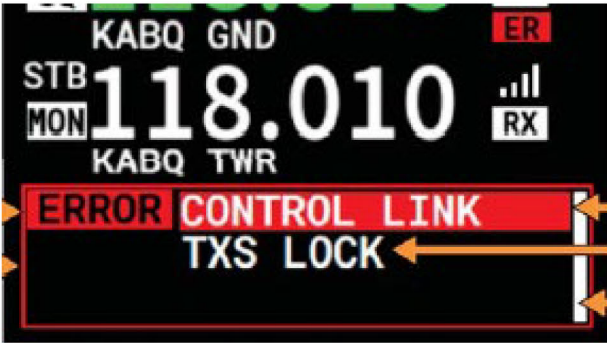 KABQ GND
ER
STB
118.010
MON
RX
KABQ TWR
ERROR CONTROL LINK
TXS LOCK